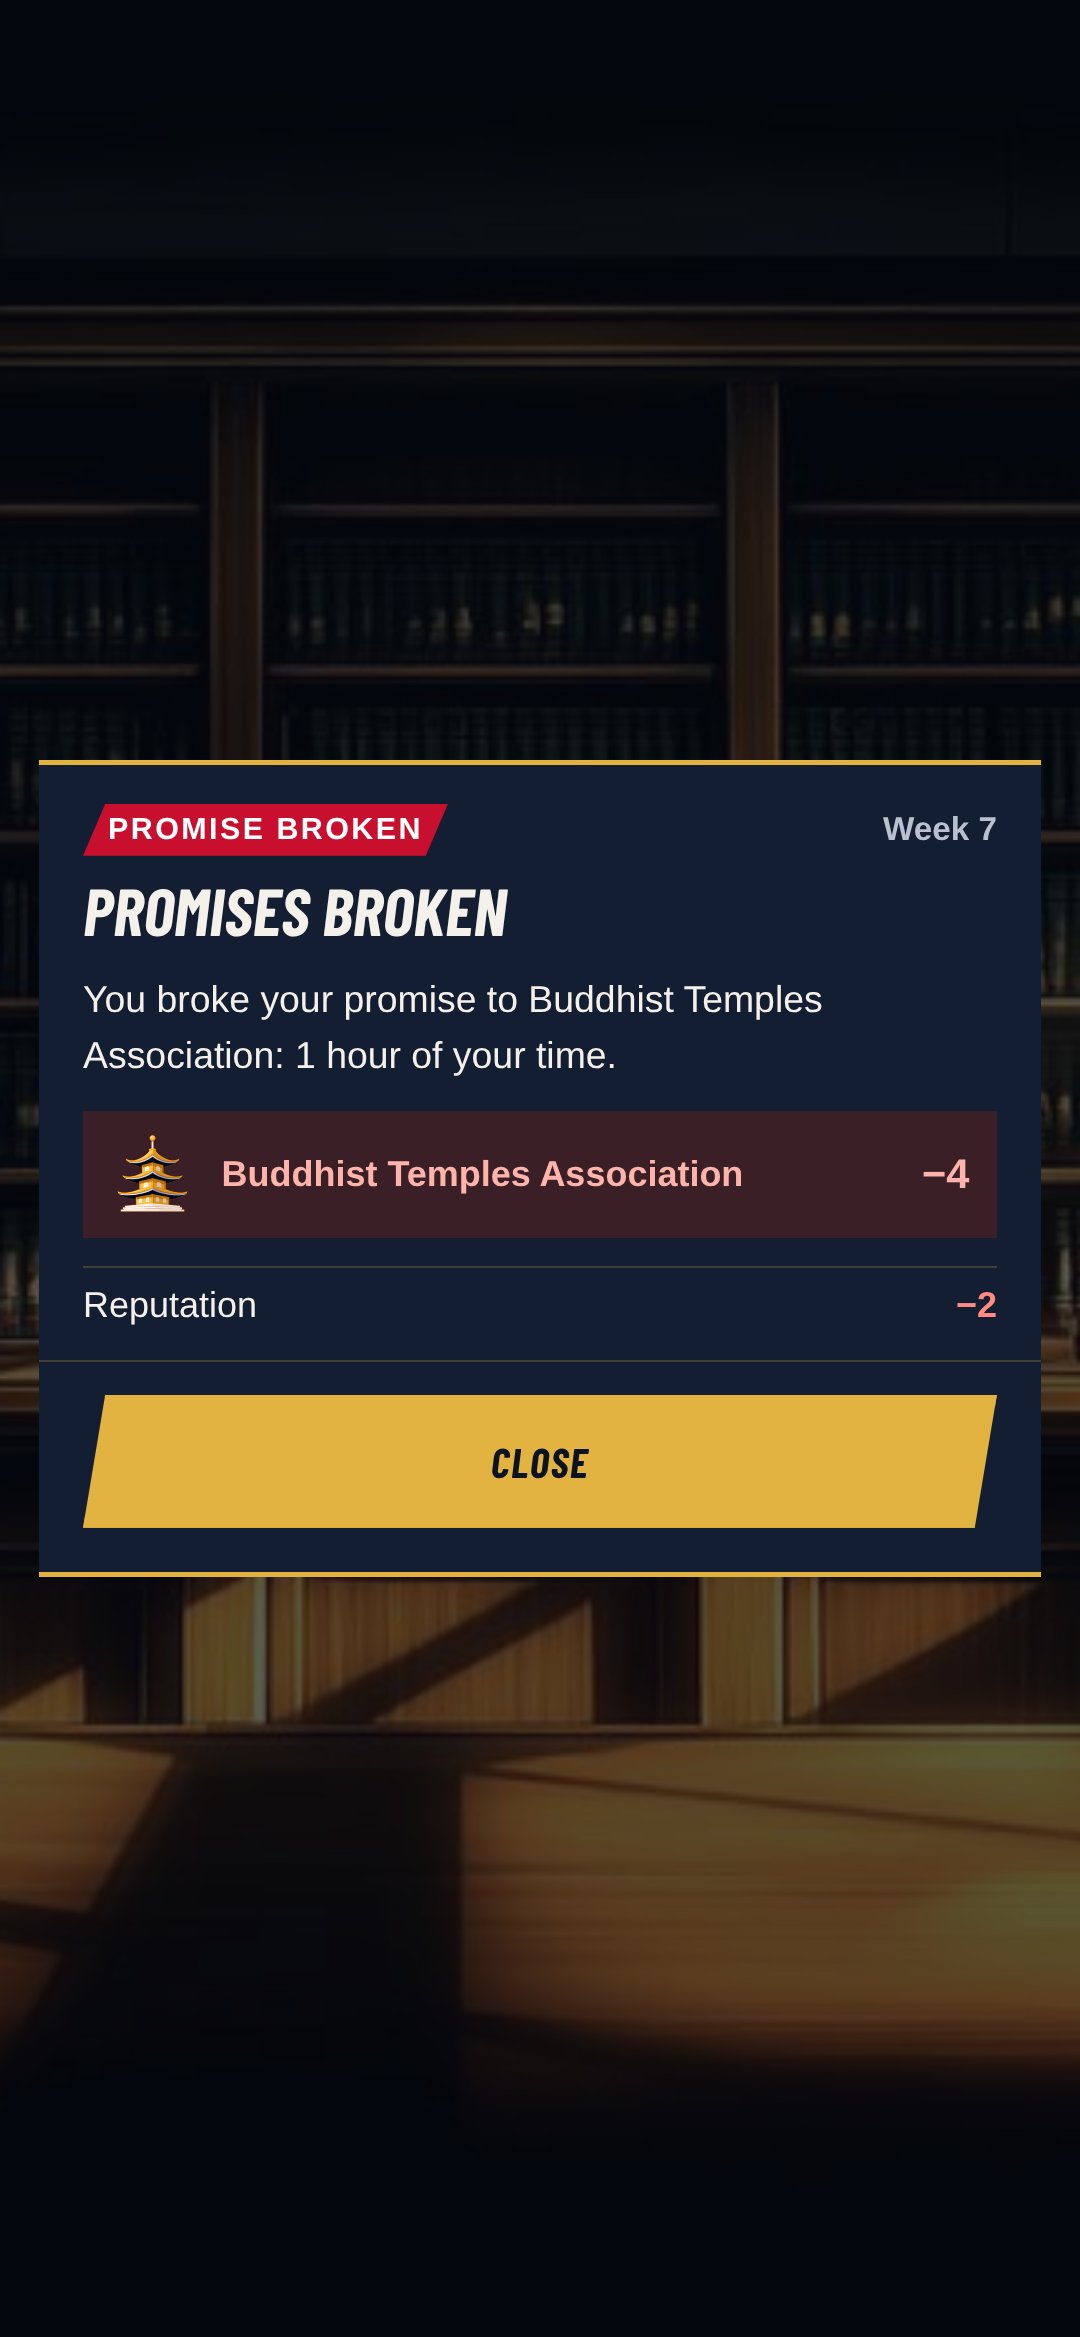 PROMISE BROKEN
Week 7
PROMISES BROKEN
You broke your promise to Buddhist Temples
Association: 1 hour of your time.
Buddhist Temples Association
−4
Reputation
−2
CLOSE